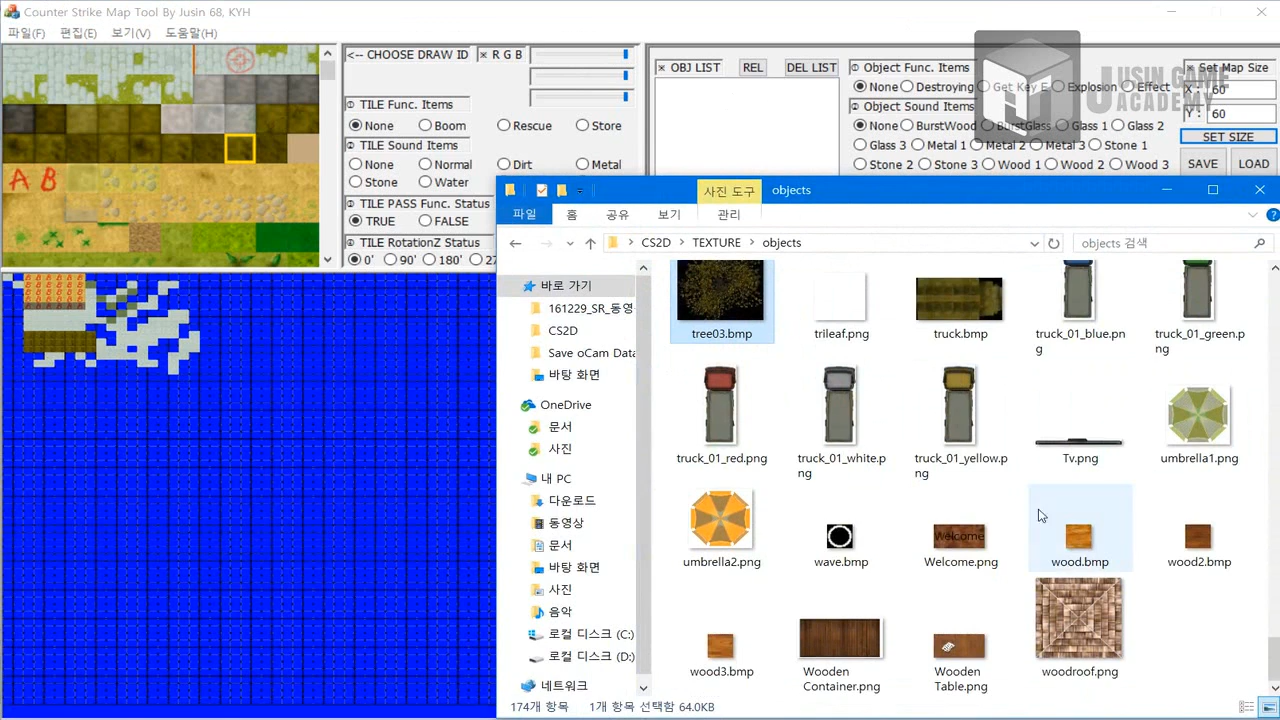 Counter Strike Map Tool By Jusin 68, KYH
파일(F) 편집(E) 보기(V) 도움말(H)
<-- CHOOSE DRAW ID
R G B
TILE Func. Items
None Boom Rescue Store
TILE Sound Items
None Normal Dirt Metal
Stone Water
TILE PASS Func. Status
TRUE FALSE
TILE RotationZ Status
0' 90' 180' 27
A B
OBJ LIST REL DEL LIST
Object Func. Items
None Destroying Get Key E Explosion Effect
Object Sound Items
None BurstWood BurstGlass Glass 1 Glass 2
Glass 3 Metal 1 Metal 2 Metal 3 Stone 1
Stone 2 Stone 3 Wood 1 Wood 2 Wood 3
Set Map Size
X : 60
Y : 60
SET SIZE
SAVE LOAD
JUSIN GAME
ACADEMY
사진 도구 objects
파일 홈 공유 보기 관리
CS2D TEXTURE objects
objects 검색
바로 가기
161229_SR_동영
CS2D
Save oCam Data
바탕 화면
OneDrive
문서
사진
내 PC
다운로드
동영상
문서
바탕 화면
사진
음악
로컬 디스크 (C:)
로컬 디스크 (D:)
네트워크
tree03.bmp trileaf.png truck.bmp truck_01_blue.pn
g truck_01_green.p
ng
truck_01_red.png truck_01_white.p
ng truck_01_yellow.p
ng Tv.png umbrella1.png
Welcome
umbrella2.png wave.bmp Welcome.png wood.bmp wood2.bmp
wood3.bmp Wooden
Container.png Wooden
Table.png woodroof.png
174개 항목 1개 항목 선택함 64.0KB